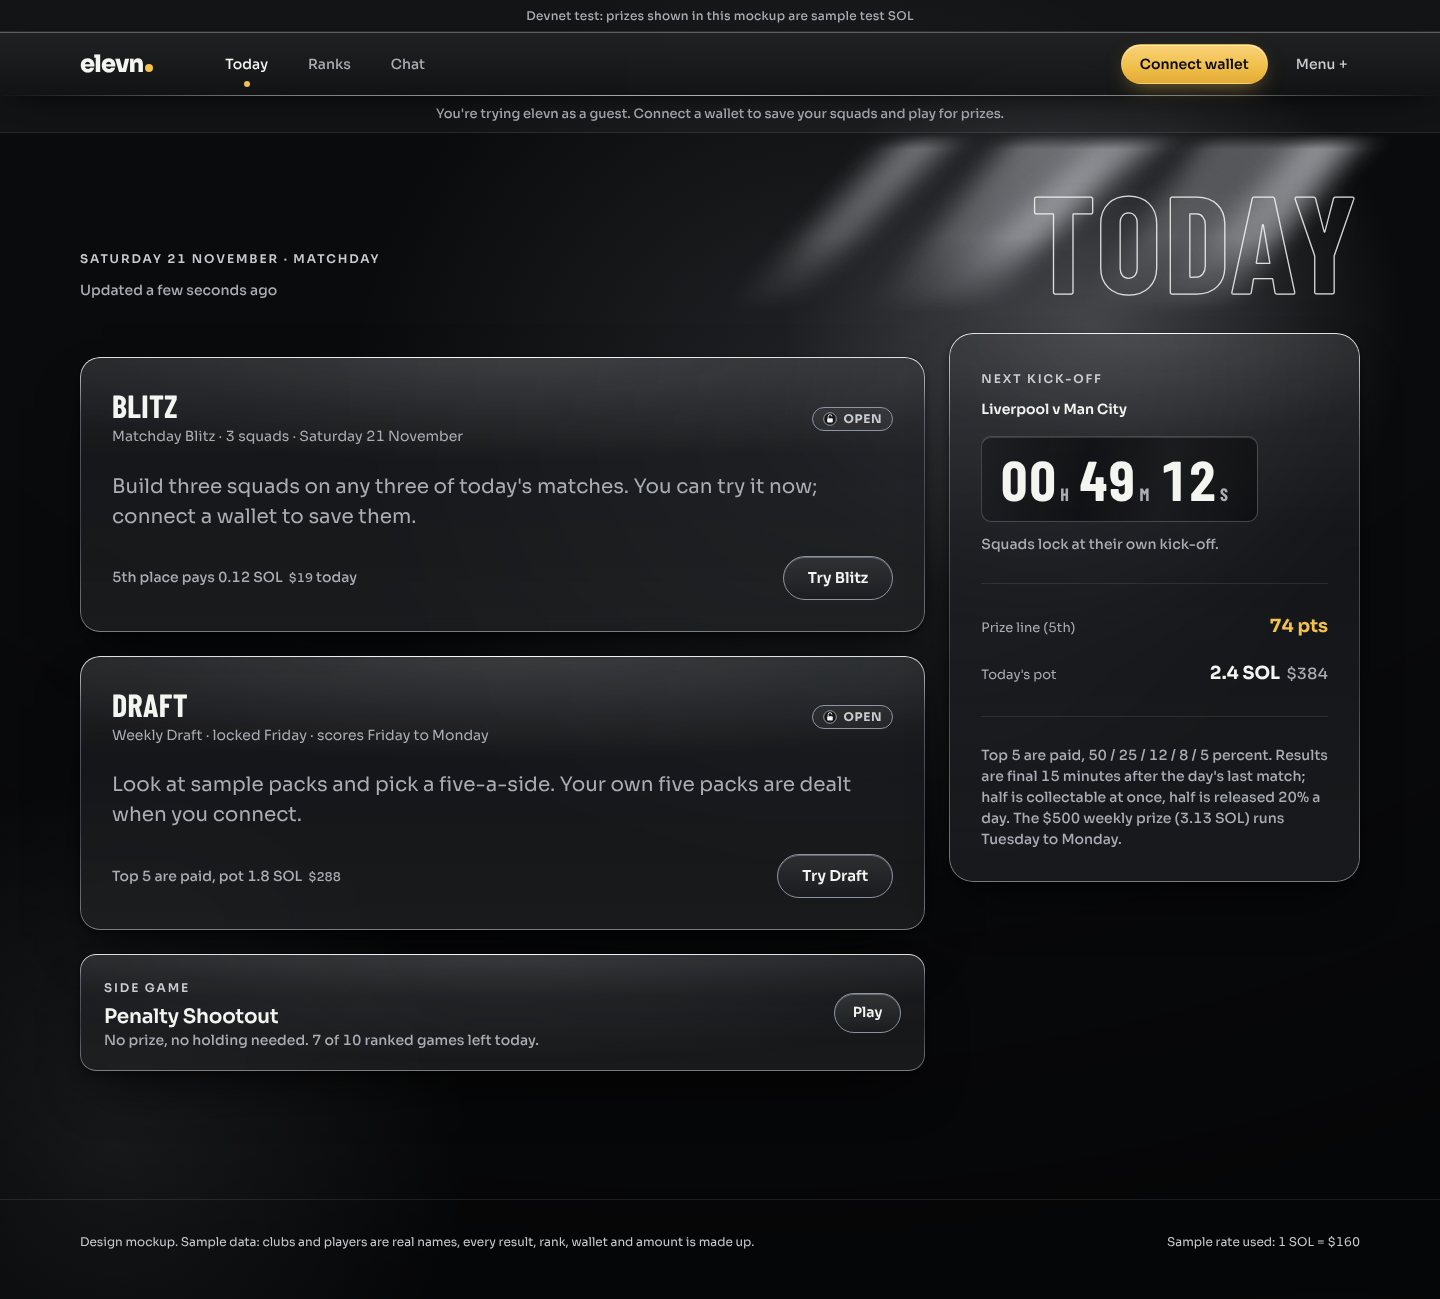 Devnet test: prizes shown in this mockup are sample test SOL
elevn.
Today
Ranks
Chat
Connect wallet
Menu +
You're trying elevn as a guest. Connect a wallet to save your squads and play for prizes.
TODAY
SATURDAY 21 NOVEMBER · MATCHDAY
Updated a few seconds ago
BLITZ
Matchday Blitz · 3 squads · Saturday 21 November
OPEN
Build three squads on any three of today's matches. You can try it now;
connect a wallet to save them.
5th place pays 0.12 SOL $19 today
Try Blitz
DRAFT
Weekly Draft · locked Friday · scores Friday to Monday
OPEN
Look at sample packs and pick a five-a-side. Your own five packs are dealt
when you connect.
Top 5 are paid, pot 1.8 SOL $288
Try Draft
SIDE GAME
Penalty Shootout
No prize, no holding needed. 7 of 10 ranked games left today.
Play
NEXT KICK-OFF
Liverpool v Man City
00 H 49 M 12 S
Squads lock at their own kick-off.
Prize line (5th)
74 pts
Today's pot
2.4 SOL $384
Top 5 are paid, 50 / 25 / 12 / 8 / 5 percent. Results
are final 15 minutes after the day's last match;
half is collectable at once, half is released 20% a
day. The $500 weekly prize (3.13 SOL) runs
Tuesday to Monday.
Design mockup. Sample data: clubs and players are real names, every result, rank, wallet and amount is made up.
Sample rate used: 1 SOL = $160